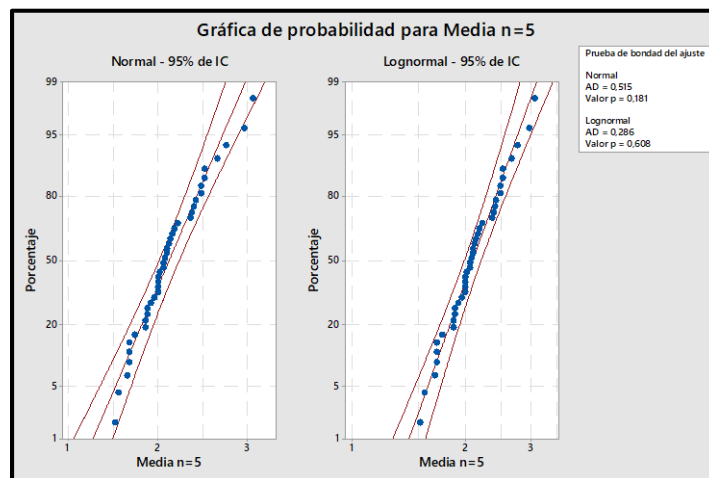 Gráfica de probabilidad para Media n=5
Normal - 95% de IC
Lognormal - 95% de IC
Prueba de bondad del ajuste
Normal
AD = 0,515
Valor p = 0,181
Lognormal
AD = 0,286
Valor p = 0,608
Porcentaje
99
95
80
50
20
5
1
1
2
3
Media n=5
Porcentaje
99
95
80
50
20
5
1
1
2
3
Media n=5